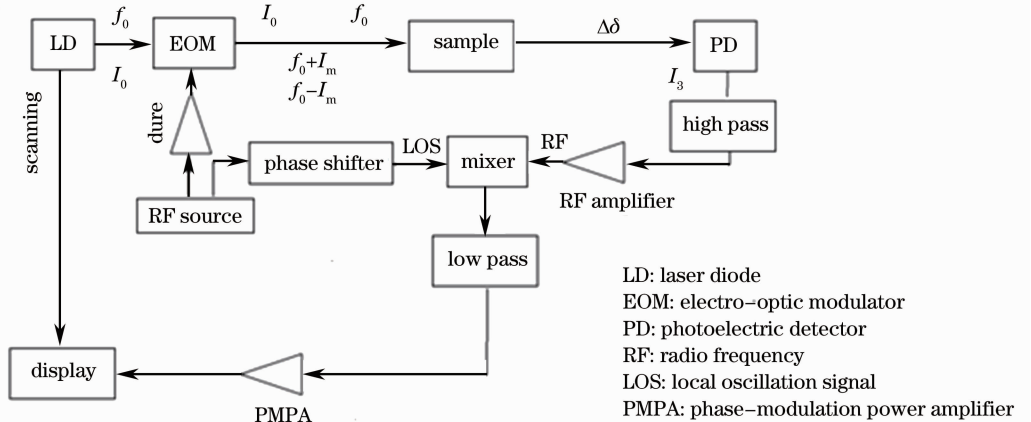 f₀ I₀ f₀ Δδ
LD EOM sample PD
I₀ f₀+Iₘ I₃
f₀−Iₘ
scanning
dure
high pass
phase shifter LOS mixer RF
RF amplifier
RF source
low pass
LD: laser diode
EOM: electro-optic modulator
PD: photoelectric detector
RF: radio frequency
LOS: local oscillation signal
PMPA: phase-modulation power amplifier
display
PMPA